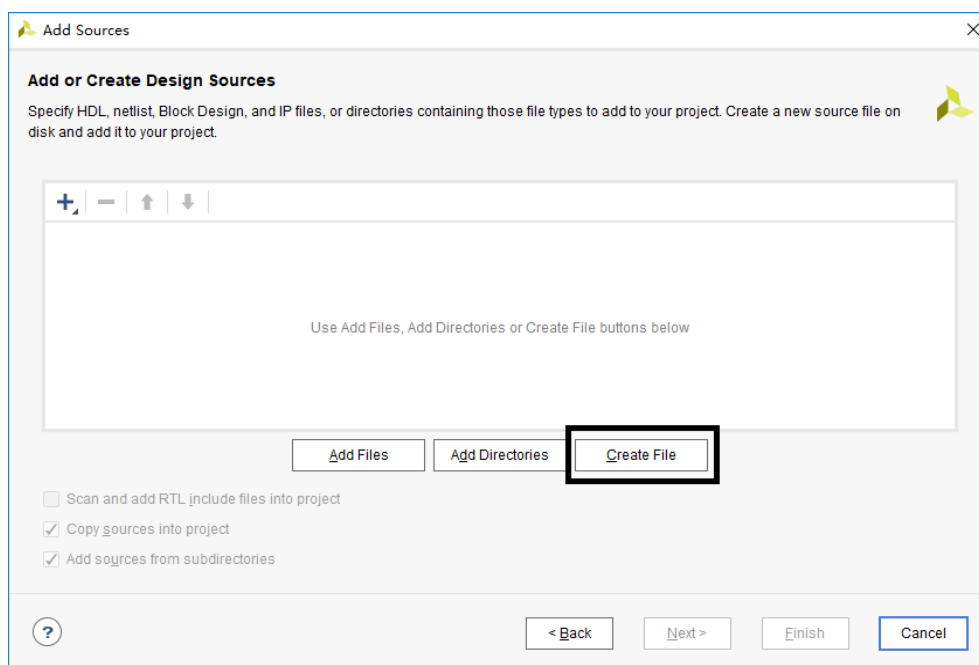 Add Sources
Add or Create Design Sources
Specify HDL, netlist, Block Design, and IP files, or directories containing those file types to add to your project. Create a new source file on
disk and add it to your project.
Use Add Files, Add Directories or Create File buttons below
Add Files
Add Directories
Create File
Scan and add RTL include files into project
Copy sources into project
Add sources from subdirectories
?
< Back
Next >
Finish
Cancel